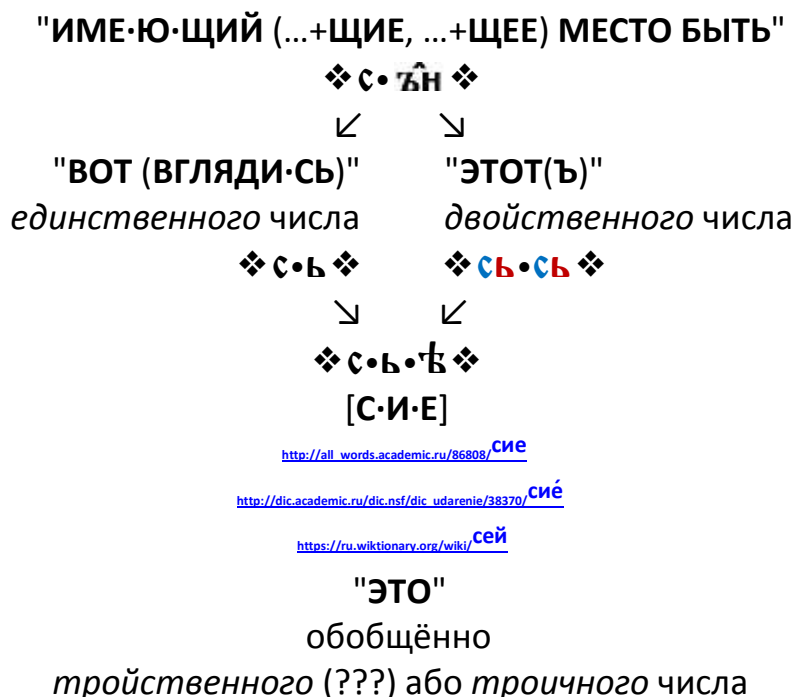 "ИМЕ·Ю·ЩИЙ (…+ЩИЕ, …+ЩЕЕ) МЕСТО БЫТЬ"
❖ с• ❖
↙ ↘
"ВОТ (ВГЛЯДИ·СЬ)" "ЭТОТ(Ъ)"
единственного числа двойственного числа
❖ с•ь ❖ ❖ сь•сь ❖
↘ ↙
❖ с•ь•ѣ ❖
[С·И·Е]
http://all_words.academic.ru/86808/сие
http://dic.academic.ru/dic.nsf/dic_udarenie/38370/сие́
https://ru.wiktionary.org/wiki/сей
"ЭТО"
обобщённо
тройственного (???) або троичного числа